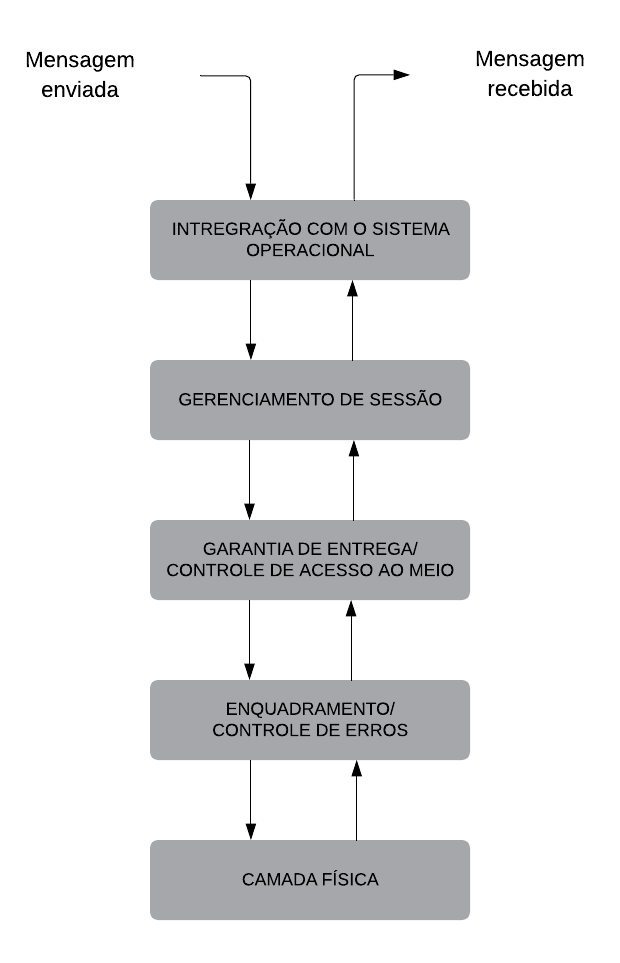 Mensagem
enviada
Mensagem
recebida
INTREGRAÇÃO COM O SISTEMA
OPERACIONAL
GERENCIAMENTO DE SESSÃO
GARANTIA DE ENTREGA/
CONTROLE DE ACESSO AO MEIO
ENQUADRAMENTO/
CONTROLE DE ERROS
CAMADA FÍSICA